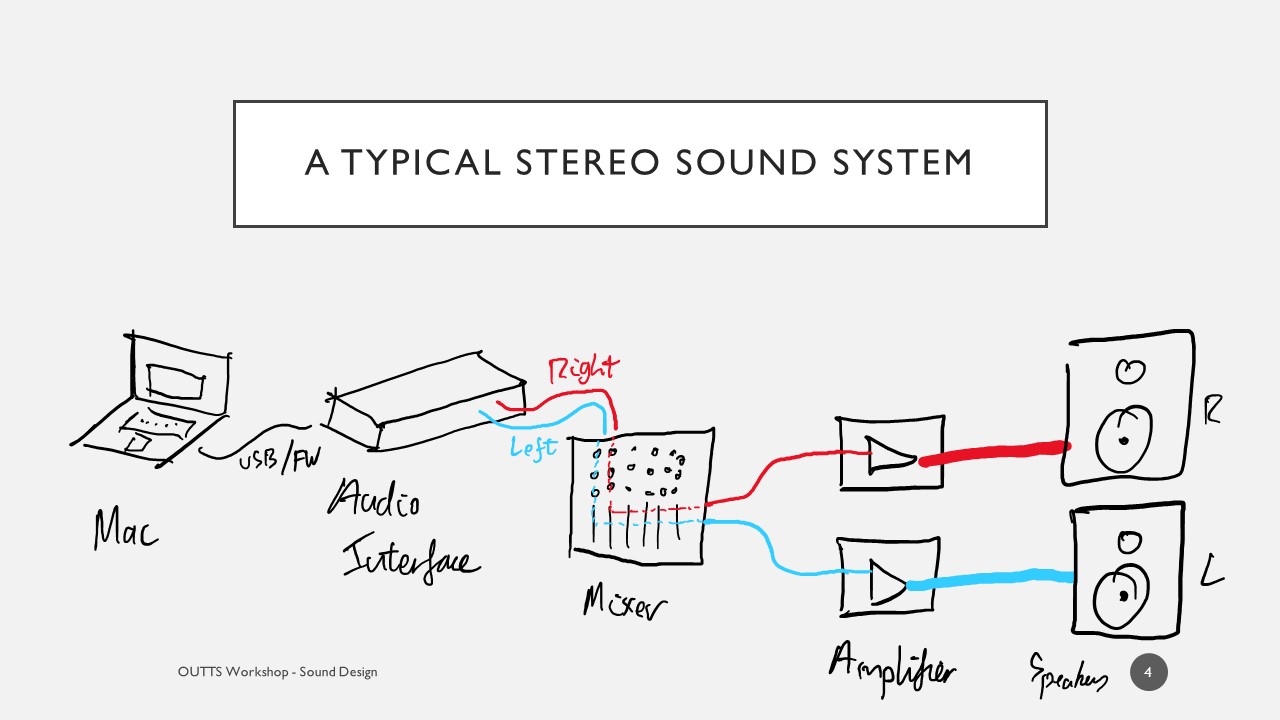 A TYPICAL STEREO SOUND SYSTEM
Right
Left
USB/FW
R
L
Mac
Audio
Interface
Mixer
Amplifier
Speakers
OUTTS Workshop - Sound Design
4